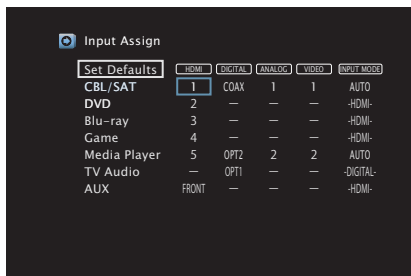 Input Assign
Set Defaults HDMI DIGITAL ANALOG VIDEO INPUT MODE
CBL/SAT 1 COAX 1 1 AUTO
DVD 2 — — — -HDMI-
Blu-ray 3 — — — -HDMI-
Game 4 — — — -HDMI-
Media Player 5 OPT2 2 2 AUTO
TV Audio — OPT1 — — -DIGITAL-
AUX FRONT — — — -HDMI-